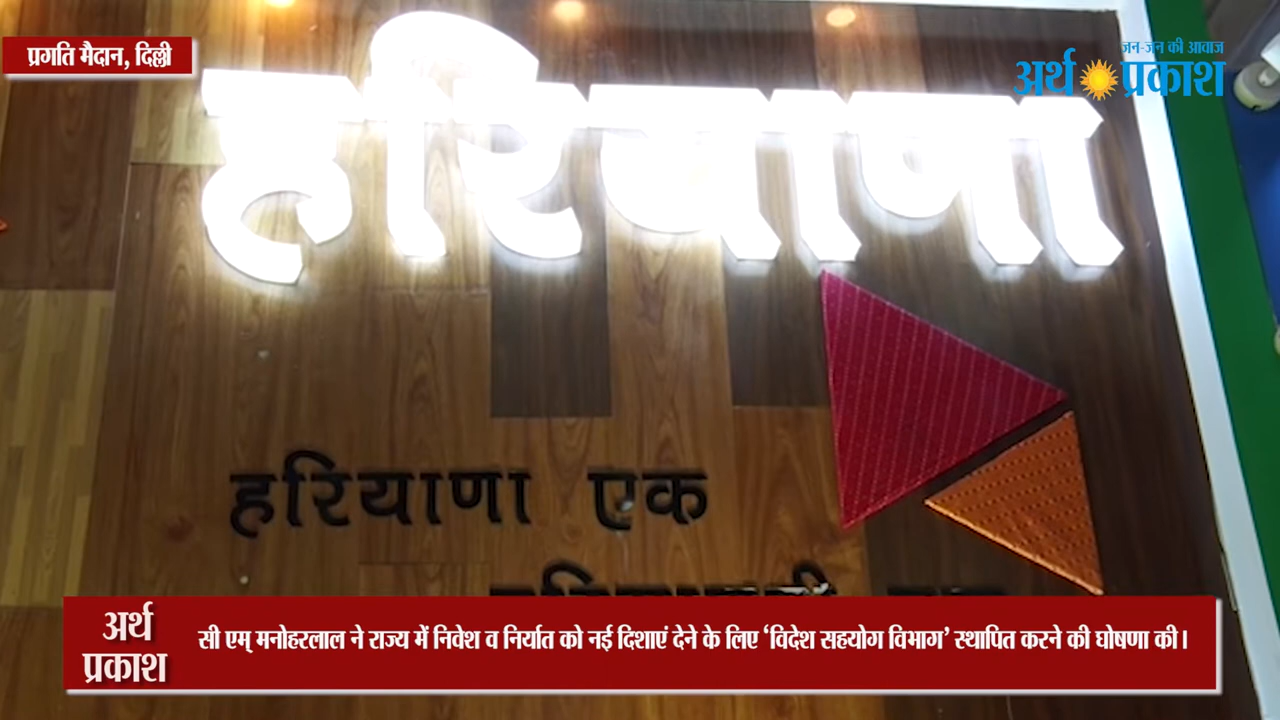 प्रगति मैदान, दिल्ली
जन-जन की आवाज
अर्थ प्रकाश
हरियाणा
हरियाणा एक
अर्थ
प्रकाश
सी एम् मनोहरलाल ने राज्य में निवेश व निर्यात को नई दिशाएं देने के लिए ‘विदेश सहयोग विभाग’ स्थापित करने की घोषणा की।